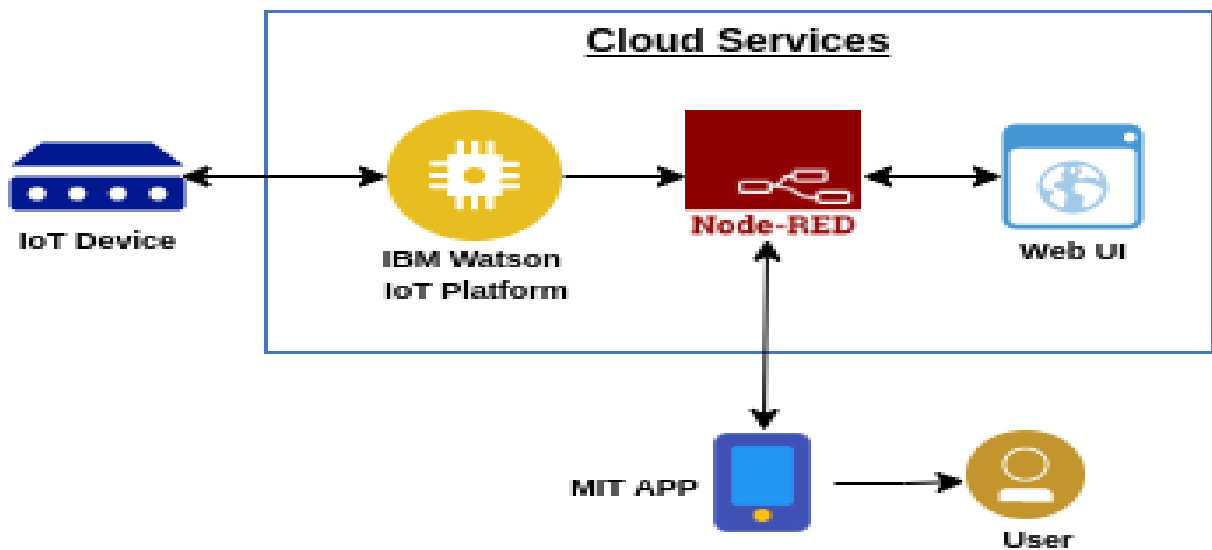 Cloud Services
IoT Device
IBM Watson
IoT Platform
Node-RED
Web UI
MIT APP
User